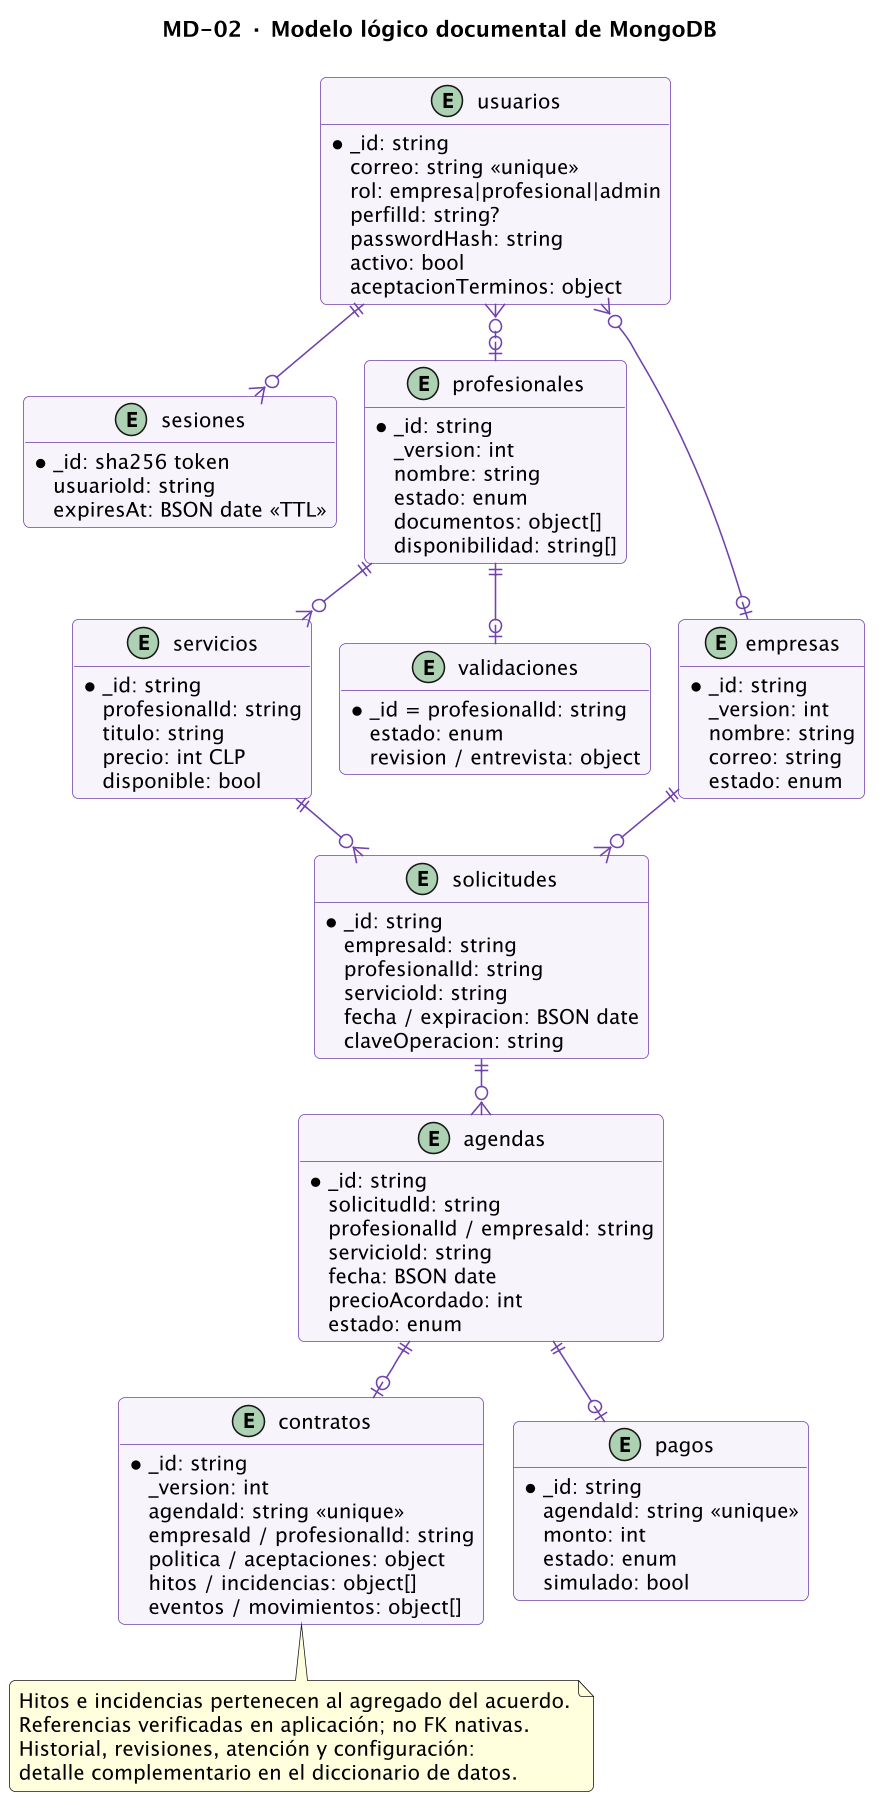 MD-02 · Modelo lógico documental de MongoDB
E usuarios
_id: string
correo: string «unique»
rol: empresa|profesional|admin
perfilId: string?
passwordHash: string
activo: bool
aceptacionTerminos: object
E sesiones
_id: sha256 token
usuarioId: string
expiresAt: BSON date «TTL»
E profesionales
_id: string
_version: int
nombre: string
estado: enum
documentos: object[]
disponibilidad: string[]
E servicios
_id: string
profesionalId: string
titulo: string
precio: int CLP
disponible: bool
E validaciones
_id = profesionalId: string
estado: enum
revision / entrevista: object
E empresas
_id: string
_version: int
nombre: string
correo: string
estado: enum
E solicitudes
_id: string
empresaId: string
profesionalId: string
servicioId: string
fecha / expiracion: BSON date
claveOperacion: string
E agendas
_id: string
solicitudId: string
profesionalId / empresaId: string
servicioId: string
fecha: BSON date
precioAcordado: int
estado: enum
E contratos
_id: string
_version: int
agendaId: string «unique»
empresaId / profesionalId: string
politica / aceptaciones: object
hitos / incidencias: object[]
eventos / movimientos: object[]
E pagos
_id: string
agendaId: string «unique»
monto: int
estado: enum
simulado: bool
Hitos e incidencias pertenecen al agregado del acuerdo.
Referencias verificadas en aplicación; no FK nativas.
Historial, revisiones, atención y configuración:
detalle complementario en el diccionario de datos.